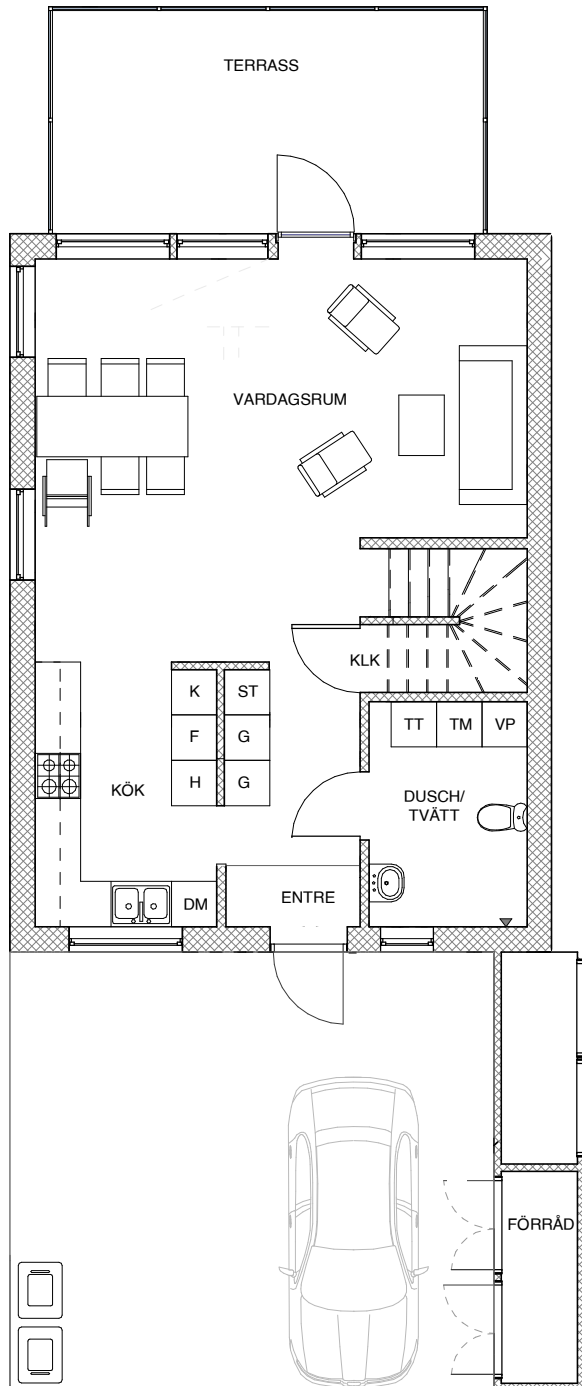 TERRASS
VARDAGSRUM
KLK
K ST
F G
H G
KÖK
TT TM VP
DUSCH/
TVÄTT
DM
ENTRE
FÖRRÅD